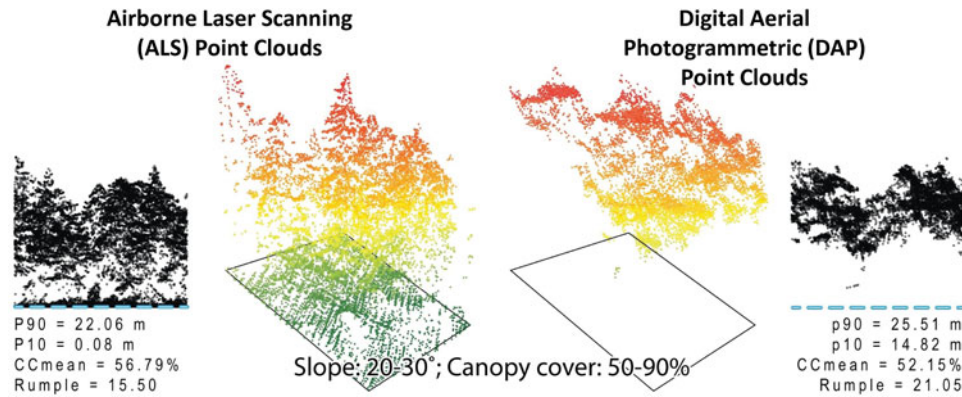 Airborne Laser Scanning
(ALS) Point Clouds
Digital Aerial
Photogrammetric (DAP)
Point Clouds
P90 = 22.06 m
P10 = 0.08 m
CCmean = 56.79%
Rumple = 15.50
Slope: 20-30°; Canopy cover: 50-90%
p90 = 25.51 m
p10 = 14.82 m
CCmean = 52.15%
Rumple = 21.05